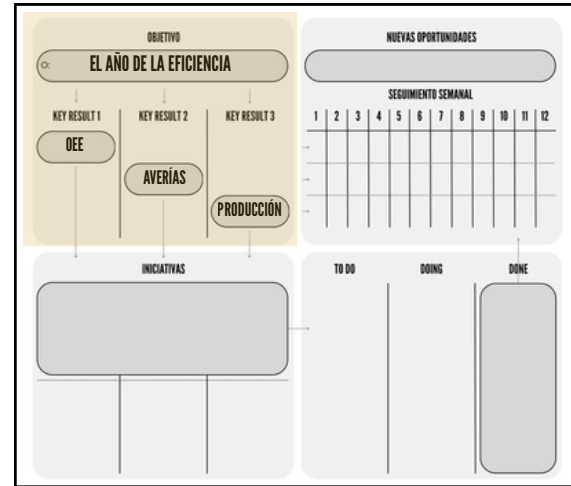 OBJETIVO
O: EL AÑO DE LA EFICIENCIA
KEY RESULT 1 KEY RESULT 2 KEY RESULT 3
OEE
AVERÍAS
PRODUCCIÓN
NUEVAS OPORTUNIDADES
SEGUIMIENTO SEMANAL
1 2 3 4 5 6 7 8 9 10 11 12
INICIATIVAS
TO DO DOING DONE